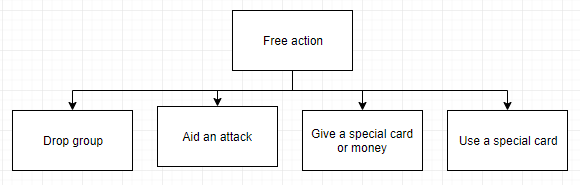 Free action
Drop group
Aid an attack
Give a special card
or money
Use a special card